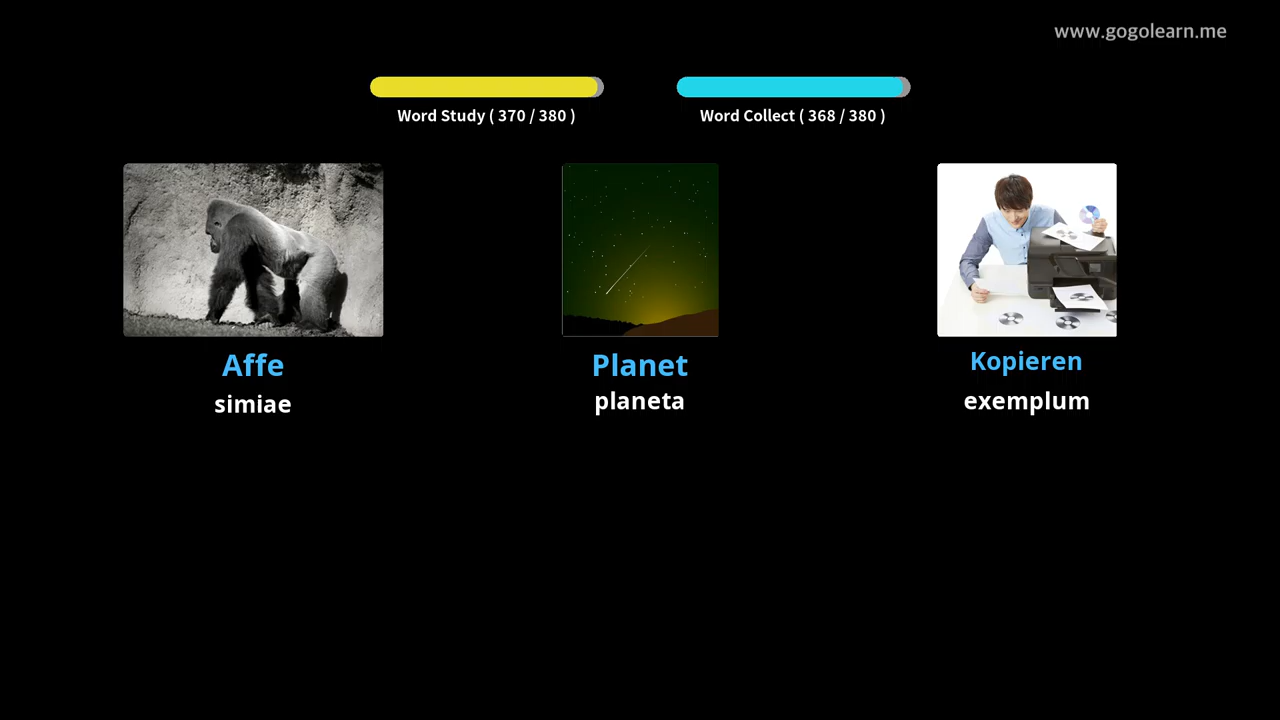 www.gogolearn.me
Word Study ( 370 / 380 )
Word Collect ( 368 / 380 )
Affe
simiae
Planet
planeta
Kopieren
exemplum